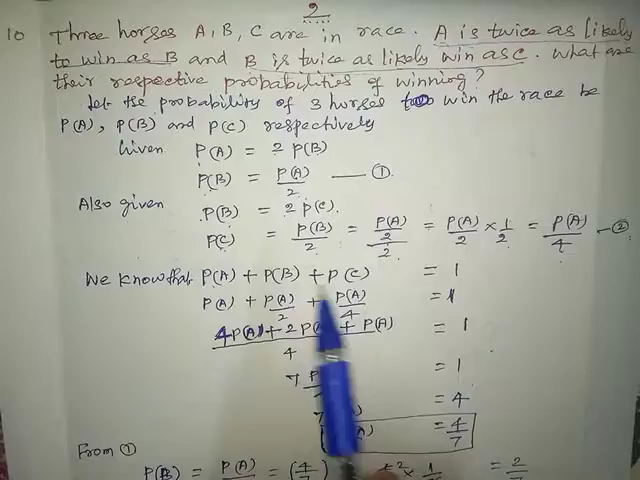 9
10 Three horses A, B, C are in race. A is twice as likely
to win as B and B is twice as likely win as C. What are
their respective probabilities of winning?
Let the probability of 3 horses to win the race be
P(A), P(B) and P(C) respectively
Given P(A) = 2 P(B)
P(B) = P(A)/2 —— ①
Also given P(B) = 2 P(C).
P(C) = P(B)/2 = P(A)/2/2 = P(A)/2 × 1/2 = P(A)/4 —②
We know that P(A) + P(B) + P(C) = 1
P(A) + P(A)/2 + P(A)/4 = 1
4P(A) + 2P(A) + P(A) / 4 = 1
7 P = 1
7 = 4
= 4/7
From ①
P(B) = P(A) = (4/7 × 1 = 2/7